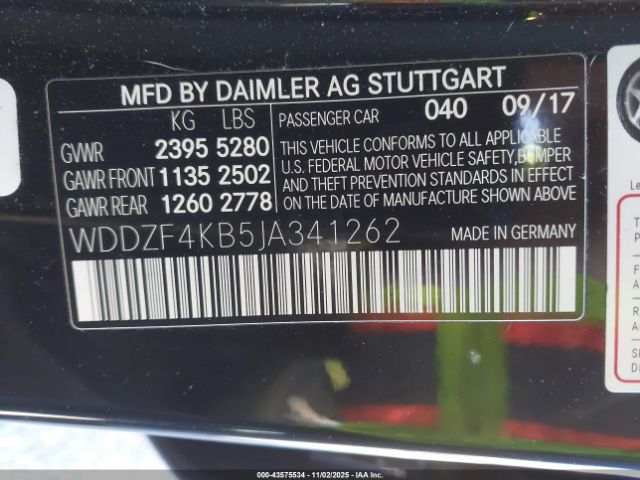 MFD BY DAIMLER AG STUTTGART
KG LBS
GVWR 2395 5280
GAWR FRONT 1135 2502
GAWR REAR 1260 2778
PASSENGER CAR 040 09/17
THIS VEHICLE CONFORMS TO ALL APPLICABLE
U.S. FEDERAL MOTOR VEHICLE SAFETY, BUMPER
AND THEFT PREVENTION STANDARDS IN EFFECT
ON THE DATE OF MANUFACTURE SHOWN ABOVE
WDDZF4KB5JA341262 MADE IN GERMANY
000-43575534 - 11/02/2025 - IAAI.COM